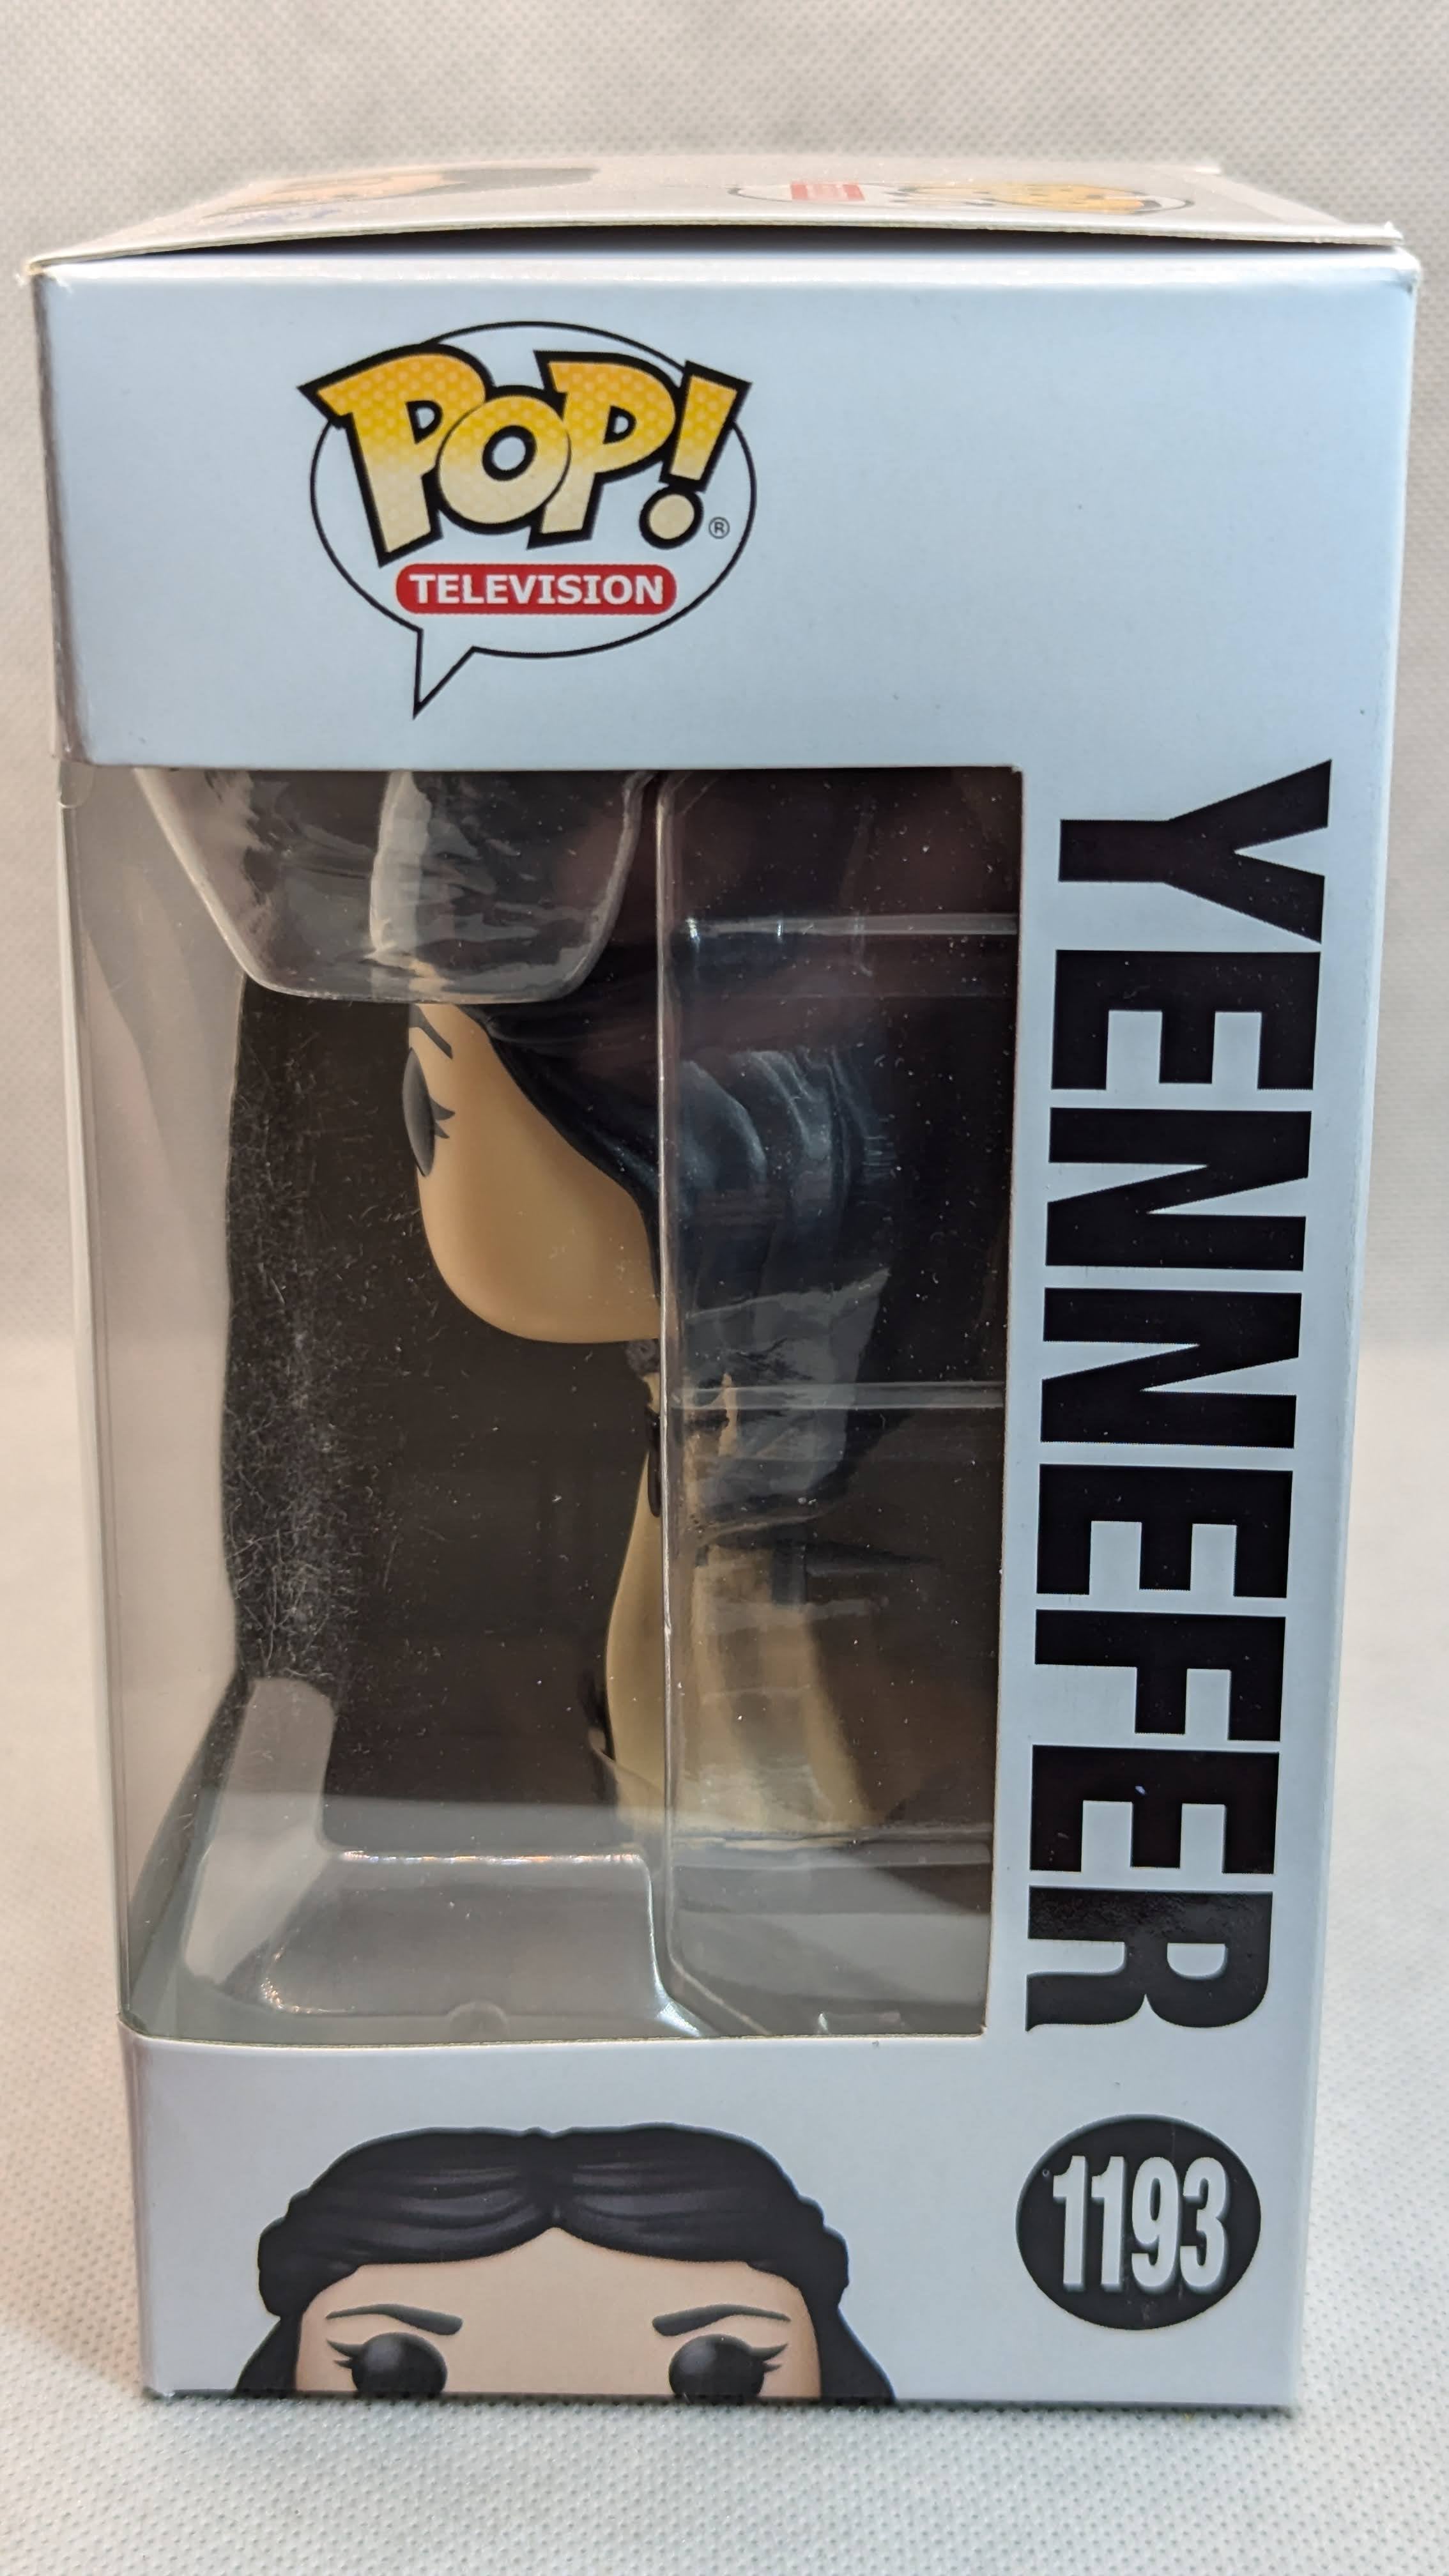 POP!
®
TELEVISION
YENNEFER
1193